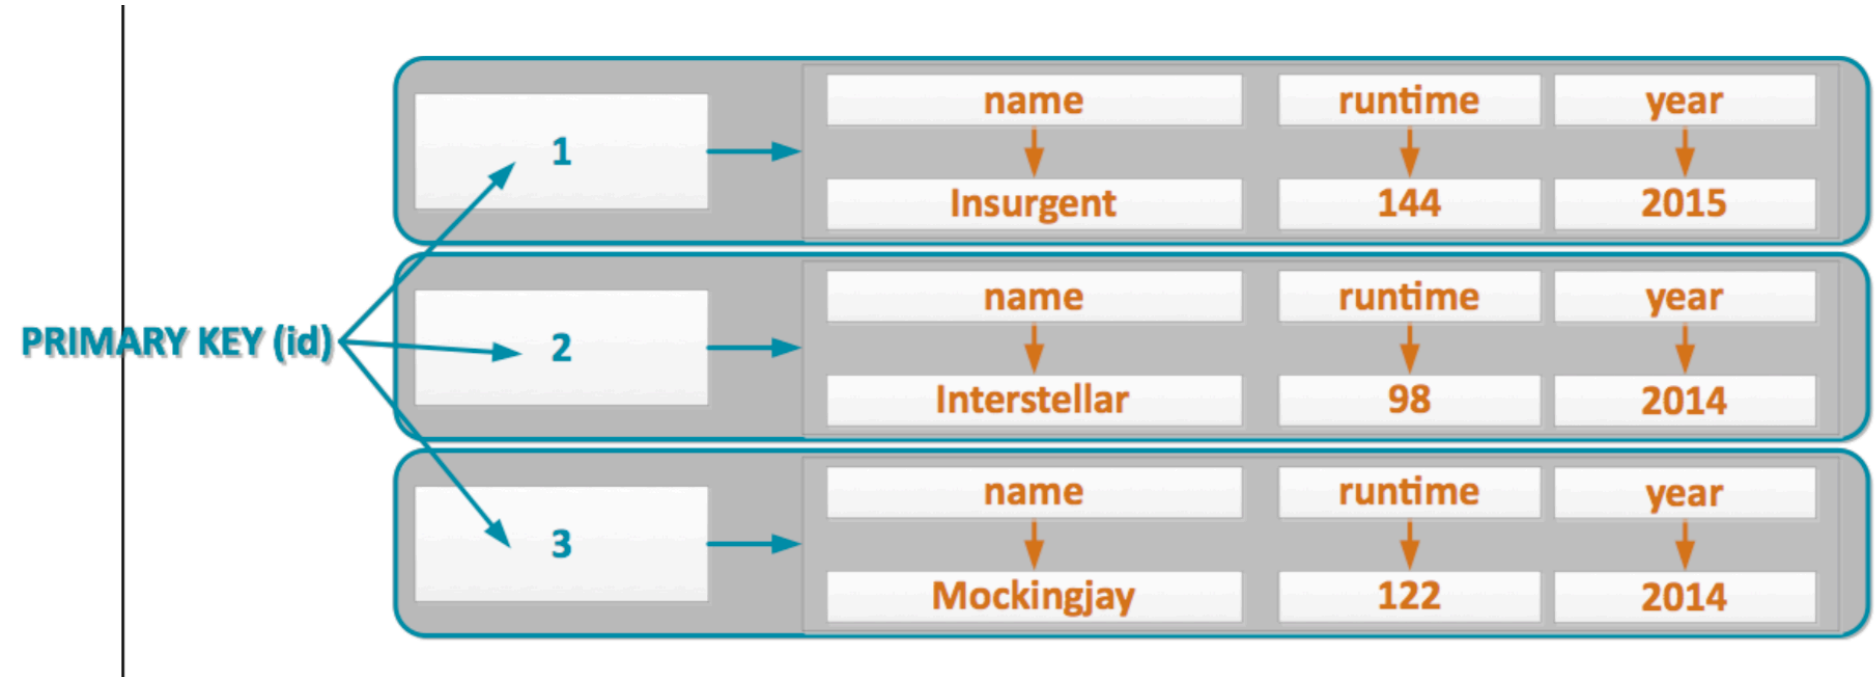 name runtime year
1
Insurgent 144 2015
name runtime year
PRIMARY KEY (id) 2
Interstellar 98 2014
name runtime year
3
Mockingjay 122 2014